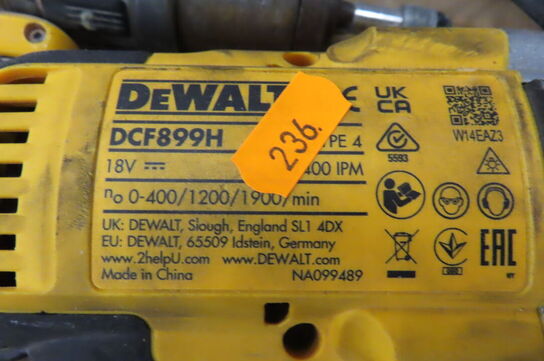 DEWALT
UK
CA
DCF899H
TYPE 4
5593
W14EAZ3
18V
400 IPM
236.
n₀ 0-400/1200/1900/min
UK: DEWALT, Slough, England SL1 4DX
EU: DEWALT, 65509 Idstein, Germany
www.2helpU.com www.DEWALT.com
Made in China NA099489
EAC